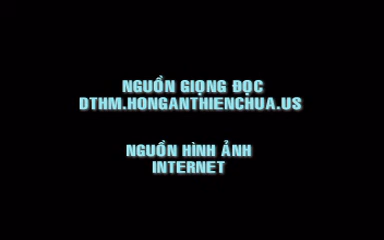 NGUỒN GIỌNG ĐỌC
DTHM.HONGANTHIENCHUA.US
NGUỒN HÌNH ẢNH
INTERNET